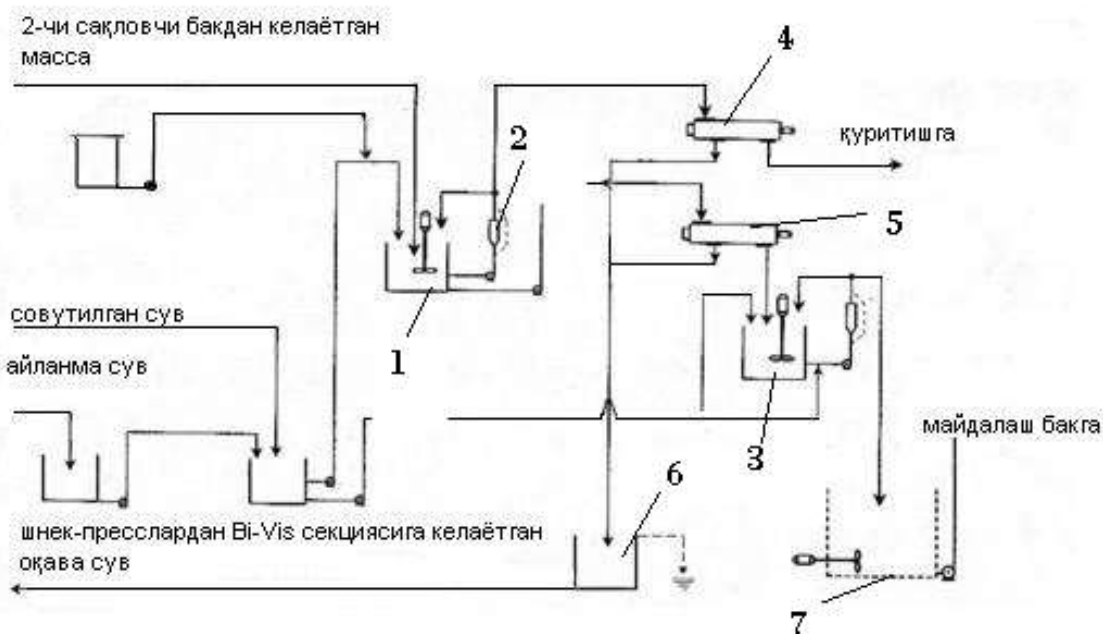 2-чи сақловчи бакдан келаётган
масса
4
2
қуритишга
5
совутилган сув
1
айланма сув
3
майдалаш бакга
6
шнек-пресслардан Bi-Vis секциясига келаётган
оқава сув
7